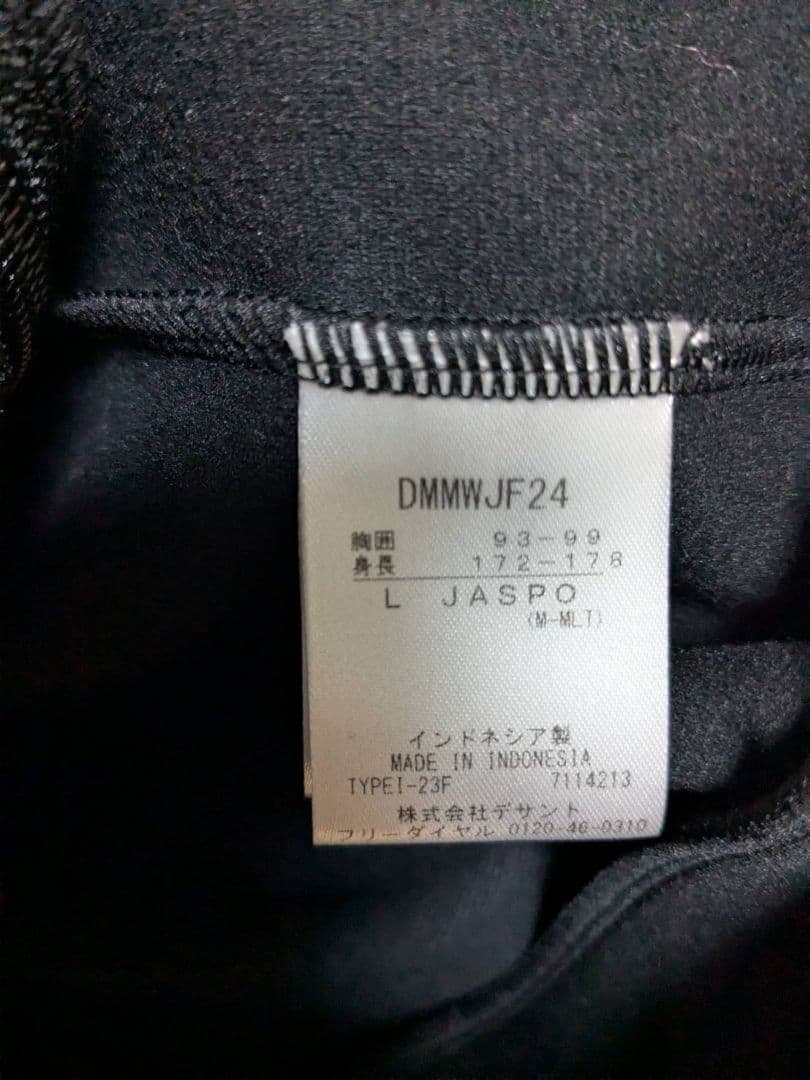 DMMWJF24
胸囲 93-99
身長 172-178
L JASPO
(M-MLT)
インドネシア製
MADE IN INDONESIA
TYPEI-23F 7114213
株式会社デサント
フリーダイヤル 0120-46-0310